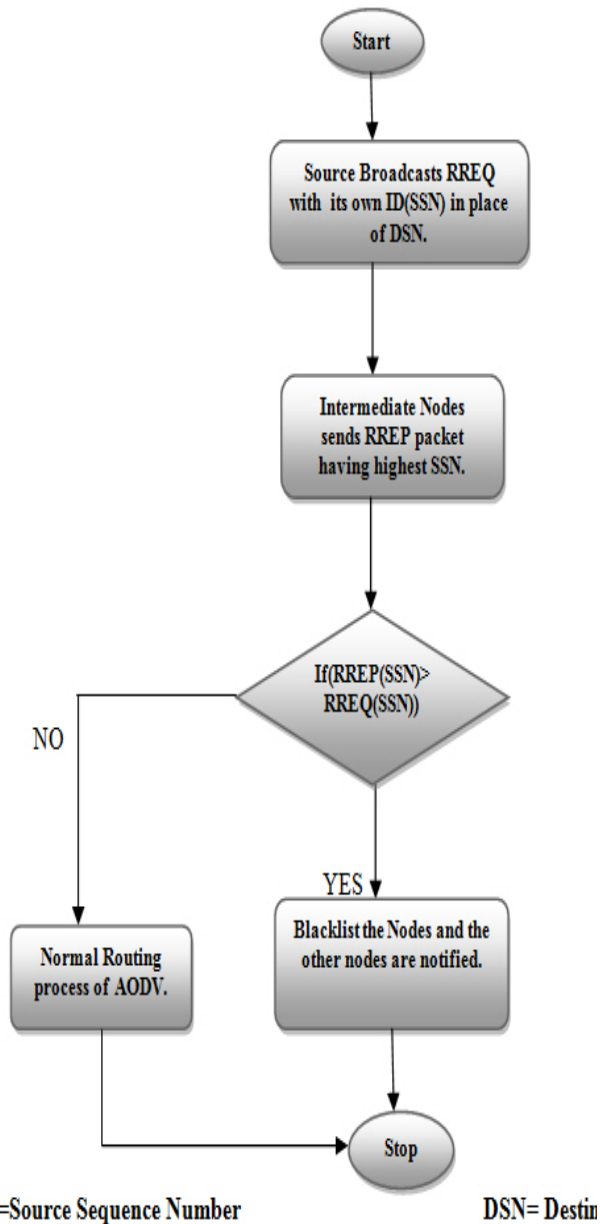 Start
Source Broadcasts RREQ
with its own ID(SSN) in place
of DSN.
Intermediate Nodes
sends RREP packet
having highest SSN.
If(RREP(SSN)>
RREQ(SSN))
NO
YES
Normal Routing
process of AODV.
Blacklist the Nodes and the
other nodes are notified.
Stop
=Source Sequence Number
DSN= Destin